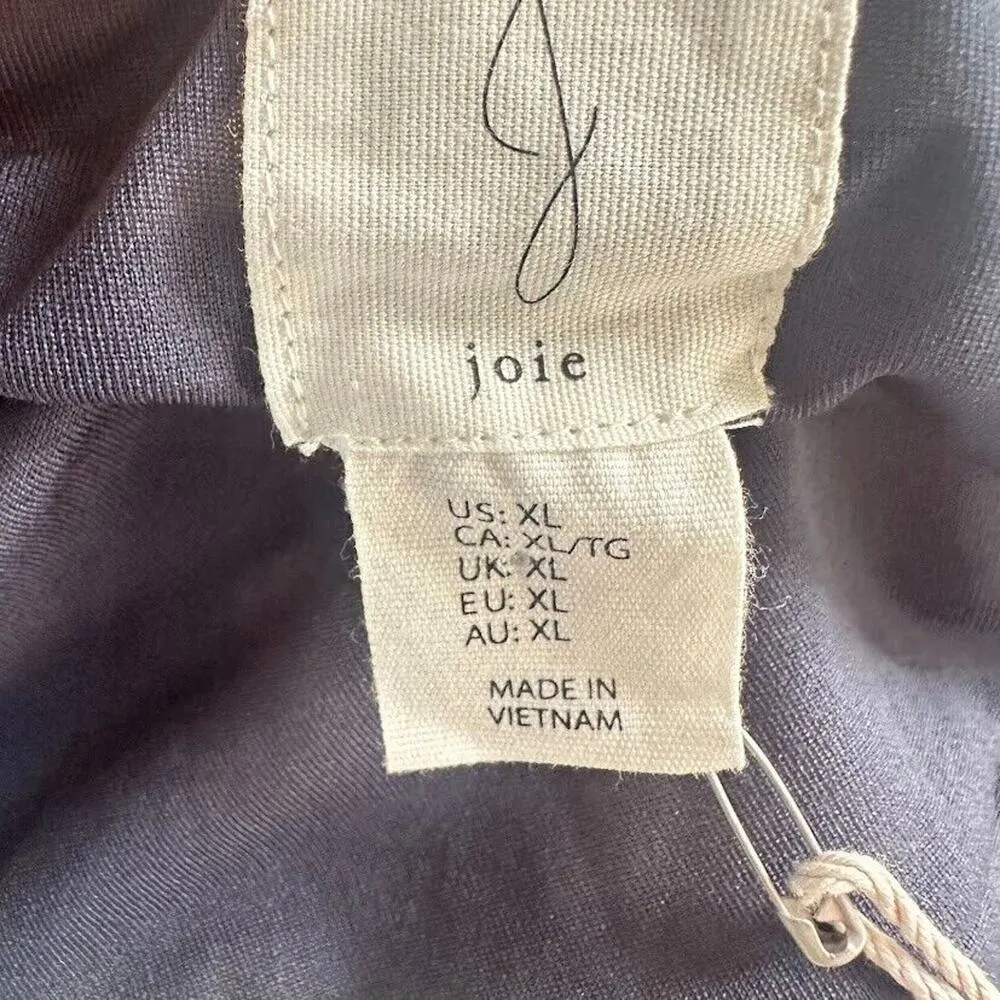 J
joie
US: XL
CA: XL/TG
UK: XL
EU: XL
AU: XL
MADE IN
VIETNAM